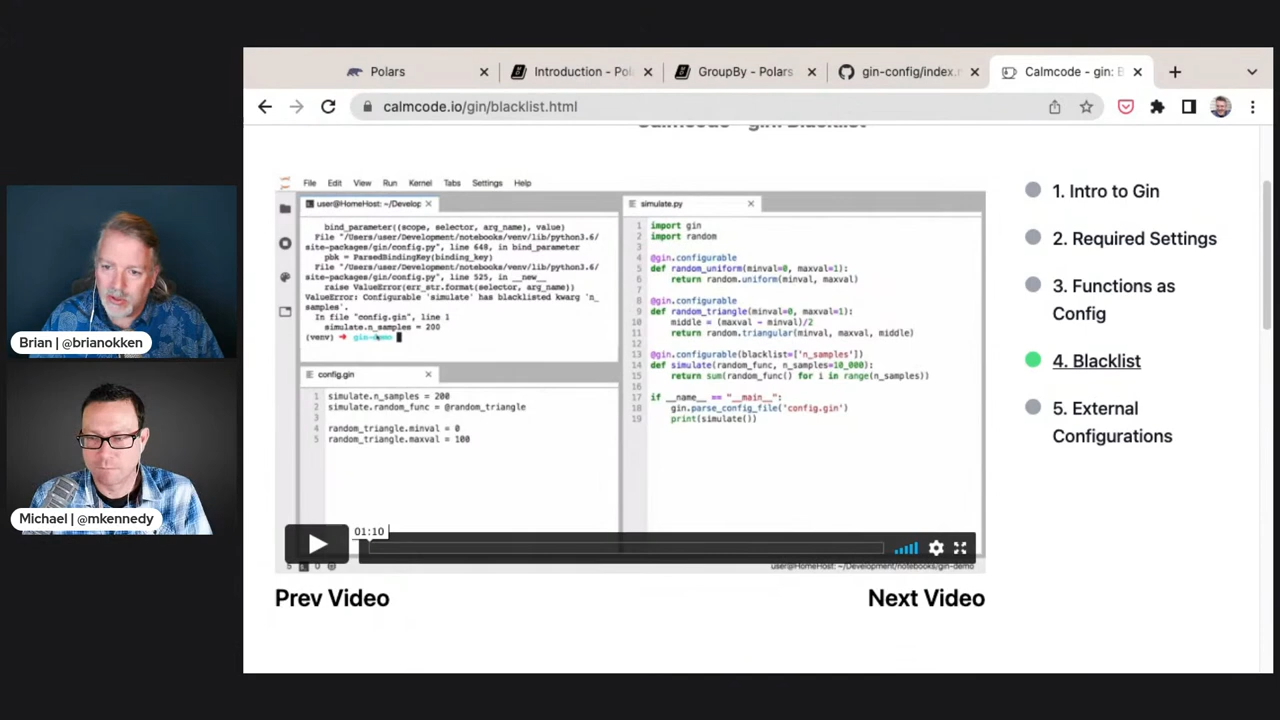 Polars
Introduction - Pol
GroupBy - Polars
gin-config/index.r
Calmcode - gin: B
calmcode.io/gin/blacklist.html
Calmcode - gin: Blacklist
File Edit View Run Kernel Tabs Settings Help
user@HomeHost: ~/Develop
bind_parameter((scope, selector, arg_name), value)
File "/Users/user/Development/notebooks/venv/lib/python3.6/
site-packages/gin/config.py", line 648, in bind_parameter
pbk = ParsedBindingKey(binding_key)
File "/Users/user/Development/notebooks/venv/lib/python3.6/
site-packages/gin/config.py", line 525, in __new__
raise ValueError(err_str.format(selector, arg_name))
ValueError: Configurable 'simulate' has blacklisted kwarg 'n_
samples'.
In file "config.gin", line 1
simulate.n_samples = 200
(venv) ➜ gin-demo
config.gin
1 simulate.n_samples = 200
2 simulate.random_func = @random_triangle
3
4 random_triangle.minval = 0
5 random_triangle.maxval = 100
simulate.py
1 import gin
2 import random
3
4 @gin.configurable
5 def random_uniform(minval=0, maxval=1):
6 return random.uniform(minval, maxval)
7
8 @gin.configurable
9 def random_triangle(minval=0, maxval=1):
10 middle = (maxval - minval)/2
11 return random.triangular(minval, maxval, middle)
12
13 @gin.configurable(blacklist=['n_samples'])
14 def simulate(random_func, n_samples=10_000):
15 return sum(random_func() for i in range(n_samples))
16
17 if __name__ == "__main__":
18 gin.parse_config_file('config.gin')
19 print(simulate())
01:10
user@HomeHost: ~/Development/notebooks/gin-demo
Prev Video
Next Video
1. Intro to Gin
2. Required Settings
3. Functions as
Config
4. Blacklist
5. External
Configurations
Brian | @brianokken
Michael | @mkennedy